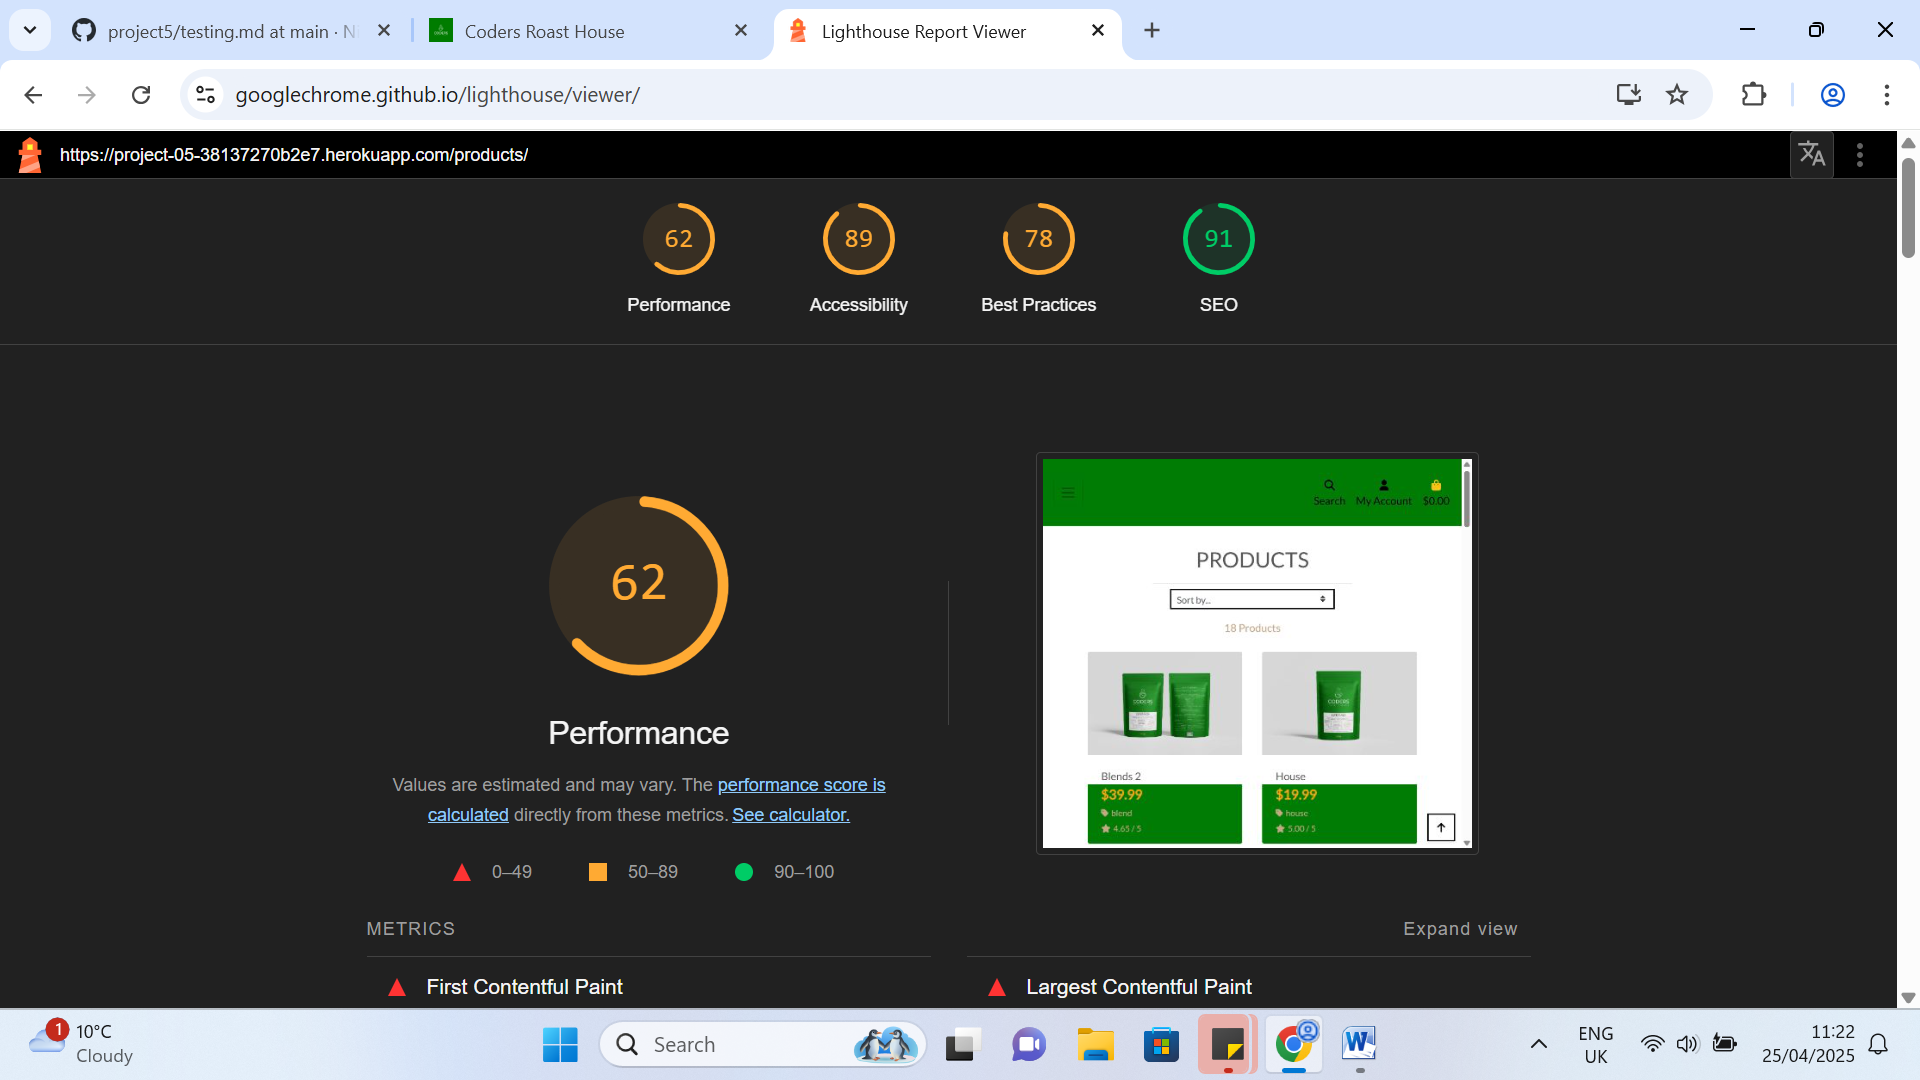 project5/testing.md at main · N
Coders Roast House
Lighthouse Report Viewer
googlechrome.github.io/lighthouse/viewer/
https://project-05-38137270b2e7.herokuapp.com/products/
62
89
78
91
Performance
Accessibility
Best Practices
SEO
62
Performance
Values are estimated and may vary. The performance score is
calculated directly from these metrics. See calculator.
0–49
50–89
90–100
Search
My Account
$0.00
PRODUCTS
Sort by...
18 Products
CODERS
CODERS
Blends 2
$39.99
blend
4.65 / 5
House
$19.99
house
5.00 / 5
METRICS
Expand view
First Contentful Paint
Largest Contentful Paint
1
10°C
Cloudy
Search
ENG
UK
11:22
25/04/2025